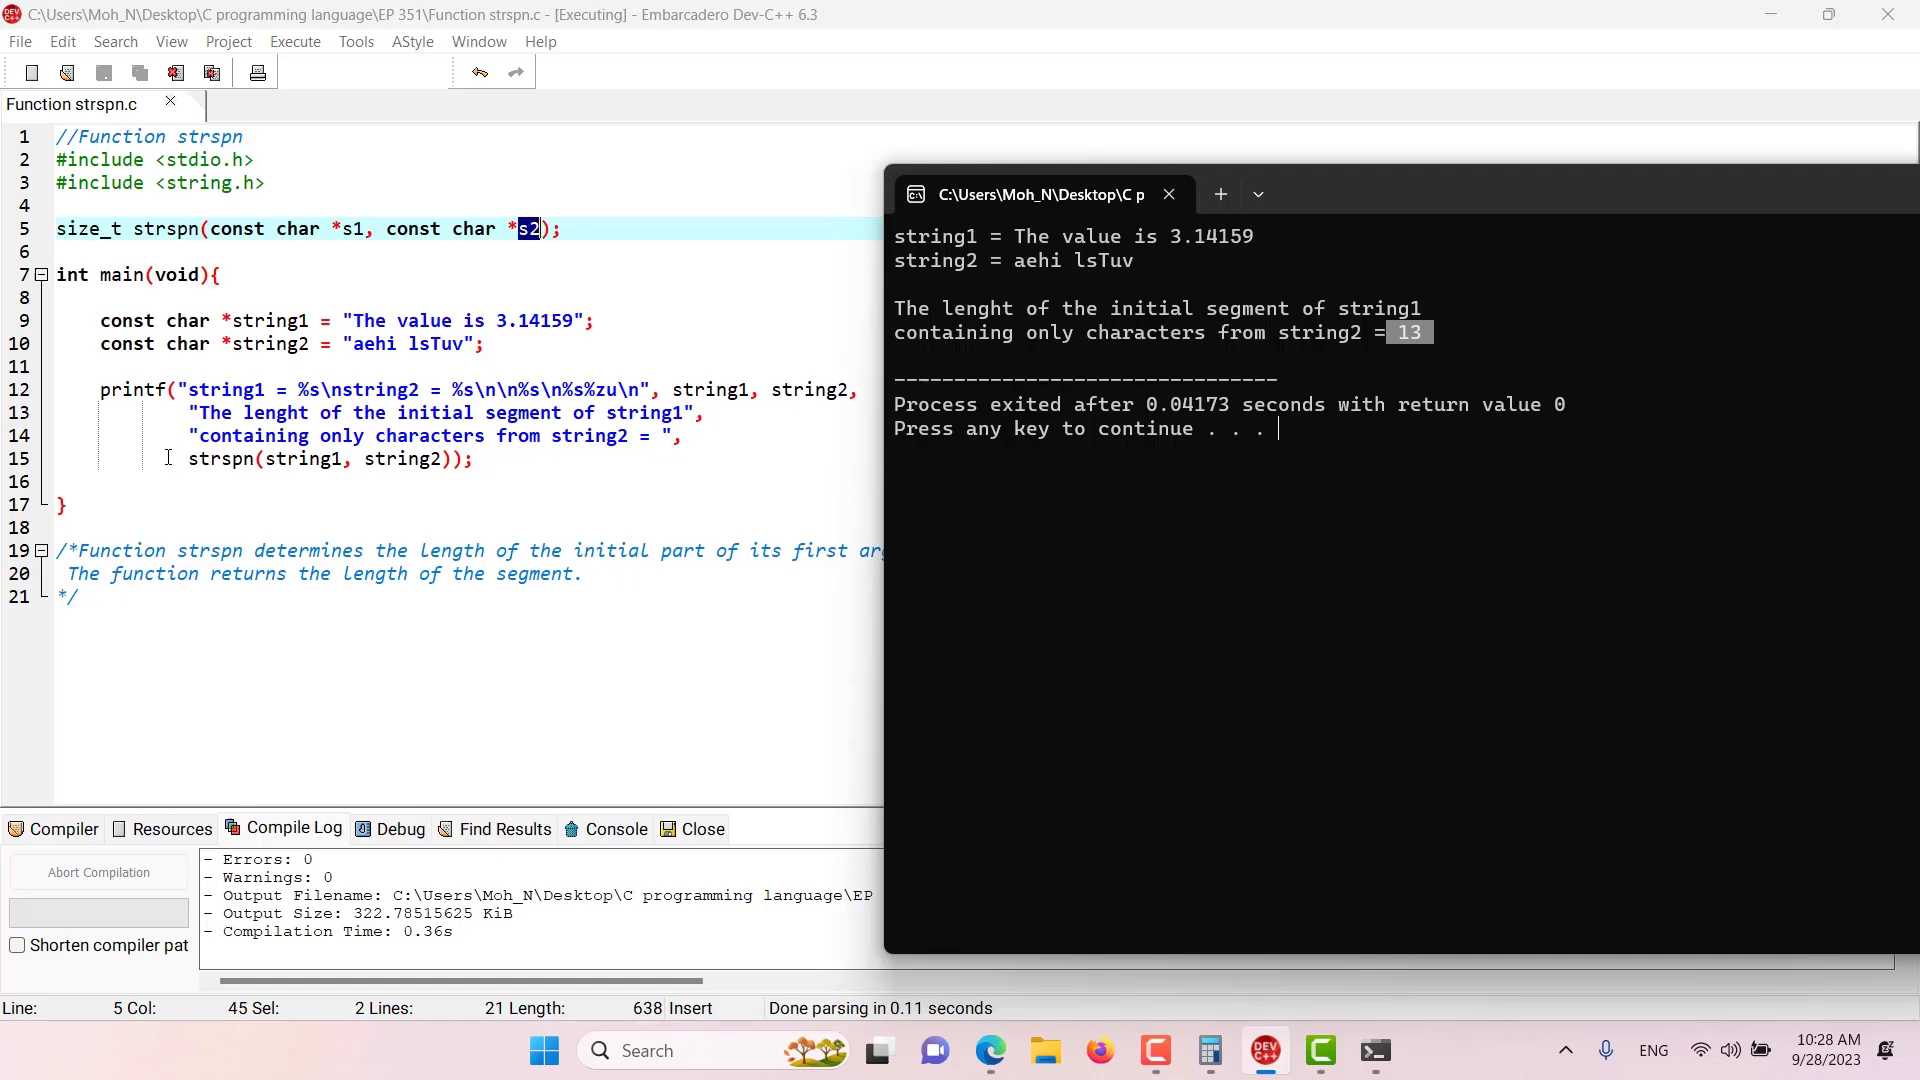 C:\Users\Moh_N\Desktop\C programming language\EP 351\Function strspn.c - [Executing] - Embarcadero Dev-C++ 6.3
File Edit Search View Project Execute Tools AStyle Window Help
Function strspn.c
1 //Function strspn
2 #include <stdio.h>
3 #include <string.h>
4
5 size_t strspn(const char *s1, const char *s2);
6
7 int main(void){
8
9 const char *string1 = "The value is 3.14159";
10 const char *string2 = "aehi lsTuv";
11
12 printf("string1 = %s\nstring2 = %s\n\n%s\n%s%zu\n", string1, string2,
13 "The lenght of the initial segment of string1",
14 "containing only characters from string2 = ",
15 strspn(string1, string2));
16
17 }
18
19 /*Function strspn determines the length of the initial part of its first arg
20 The function returns the length of the segment.
21 */
C:\Users\Moh_N\Desktop\C p
string1 = The value is 3.14159
string2 = aehi lsTuv
The lenght of the initial segment of string1
containing only characters from string2 = 13
--------------------------------
Process exited after 0.04173 seconds with return value 0
Press any key to continue . . .
Compiler Resources Compile Log Debug Find Results Console Close
Abort Compilation
Shorten compiler pat
- Errors: 0
- Warnings: 0
- Output Filename: C:\Users\Moh_N\Desktop\C programming language\EP
- Output Size: 322.78515625 KiB
- Compilation Time: 0.36s
Line: 5 Col: 45 Sel: 2 Lines: 21 Length: 638 Insert Done parsing in 0.11 seconds
Search
DEV C++
ENG
10:28 AM
9/28/2023